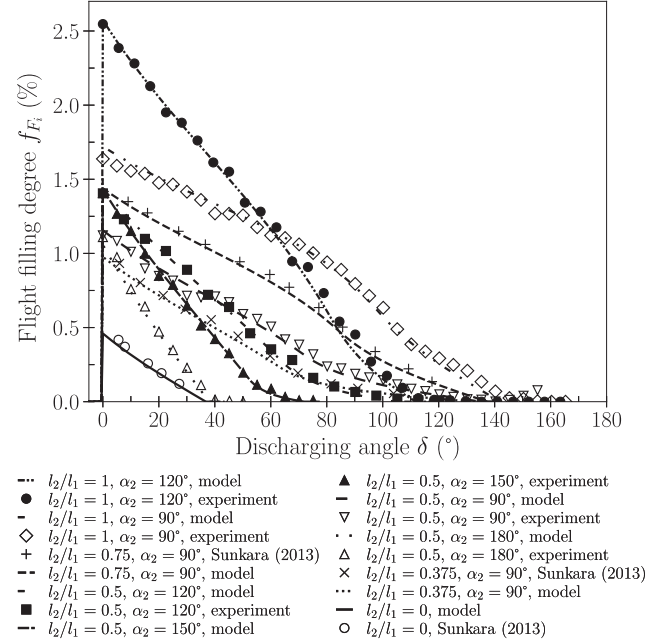 Flight filling degree f_{F_i} (%)
2.5
2.0
1.5
1.0
0.5
0.0
0 20 40 60 80 100 120 140 160 180
Discharging angle δ (°)
l₂/l₁ = 1, α₂ = 120°, model
l₂/l₁ = 1, α₂ = 120°, experiment
l₂/l₁ = 1, α₂ = 90°, model
l₂/l₁ = 1, α₂ = 90°, experiment
l₂/l₁ = 0.75, α₂ = 90°, Sunkara (2013)
l₂/l₁ = 0.75, α₂ = 90°, model
l₂/l₁ = 0.5, α₂ = 120°, model
l₂/l₁ = 0.5, α₂ = 120°, experiment
l₂/l₁ = 0.5, α₂ = 150°, model
l₂/l₁ = 0.5, α₂ = 150°, experiment
l₂/l₁ = 0.5, α₂ = 90°, model
l₂/l₁ = 0.5, α₂ = 90°, experiment
l₂/l₁ = 0.5, α₂ = 180°, model
l₂/l₁ = 0.5, α₂ = 180°, experiment
l₂/l₁ = 0.375, α₂ = 90°, Sunkara (2013)
l₂/l₁ = 0.375, α₂ = 90°, model
l₂/l₁ = 0, model
l₂/l₁ = 0, Sunkara (2013)